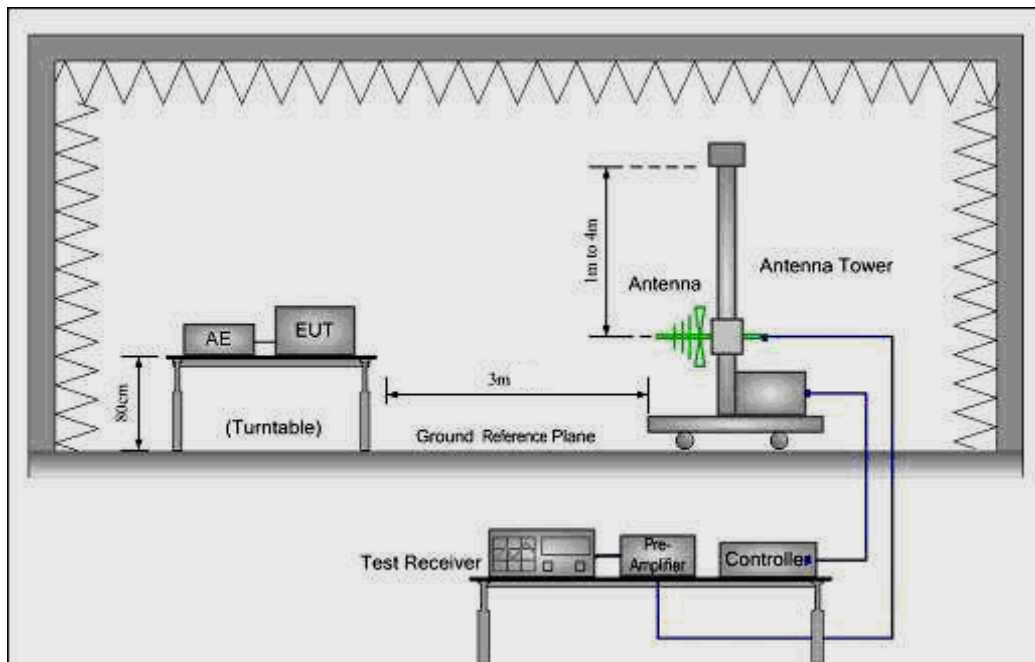 1m to 4m
Antenna
Antenna Tower
AE
EUT
80cm
3m
(Turntable)
Ground Reference Plane
Test Receiver
Pre-
Amplifier
Controller